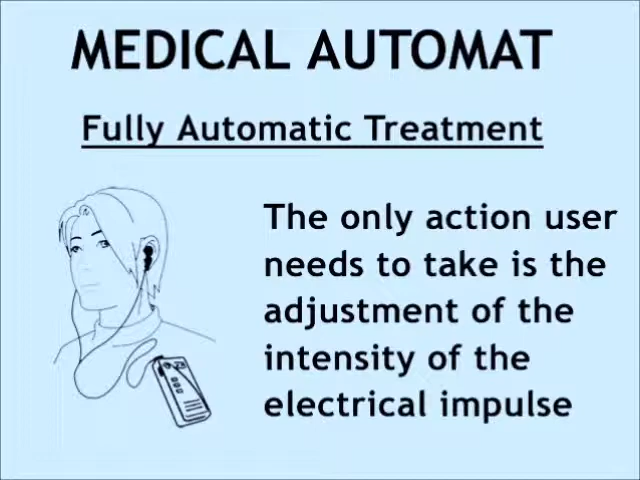 MEDICAL AUTOMAT
Fully Automatic Treatment
The only action user
needs to take is the
adjustment of the
intensity of the
electrical impulse